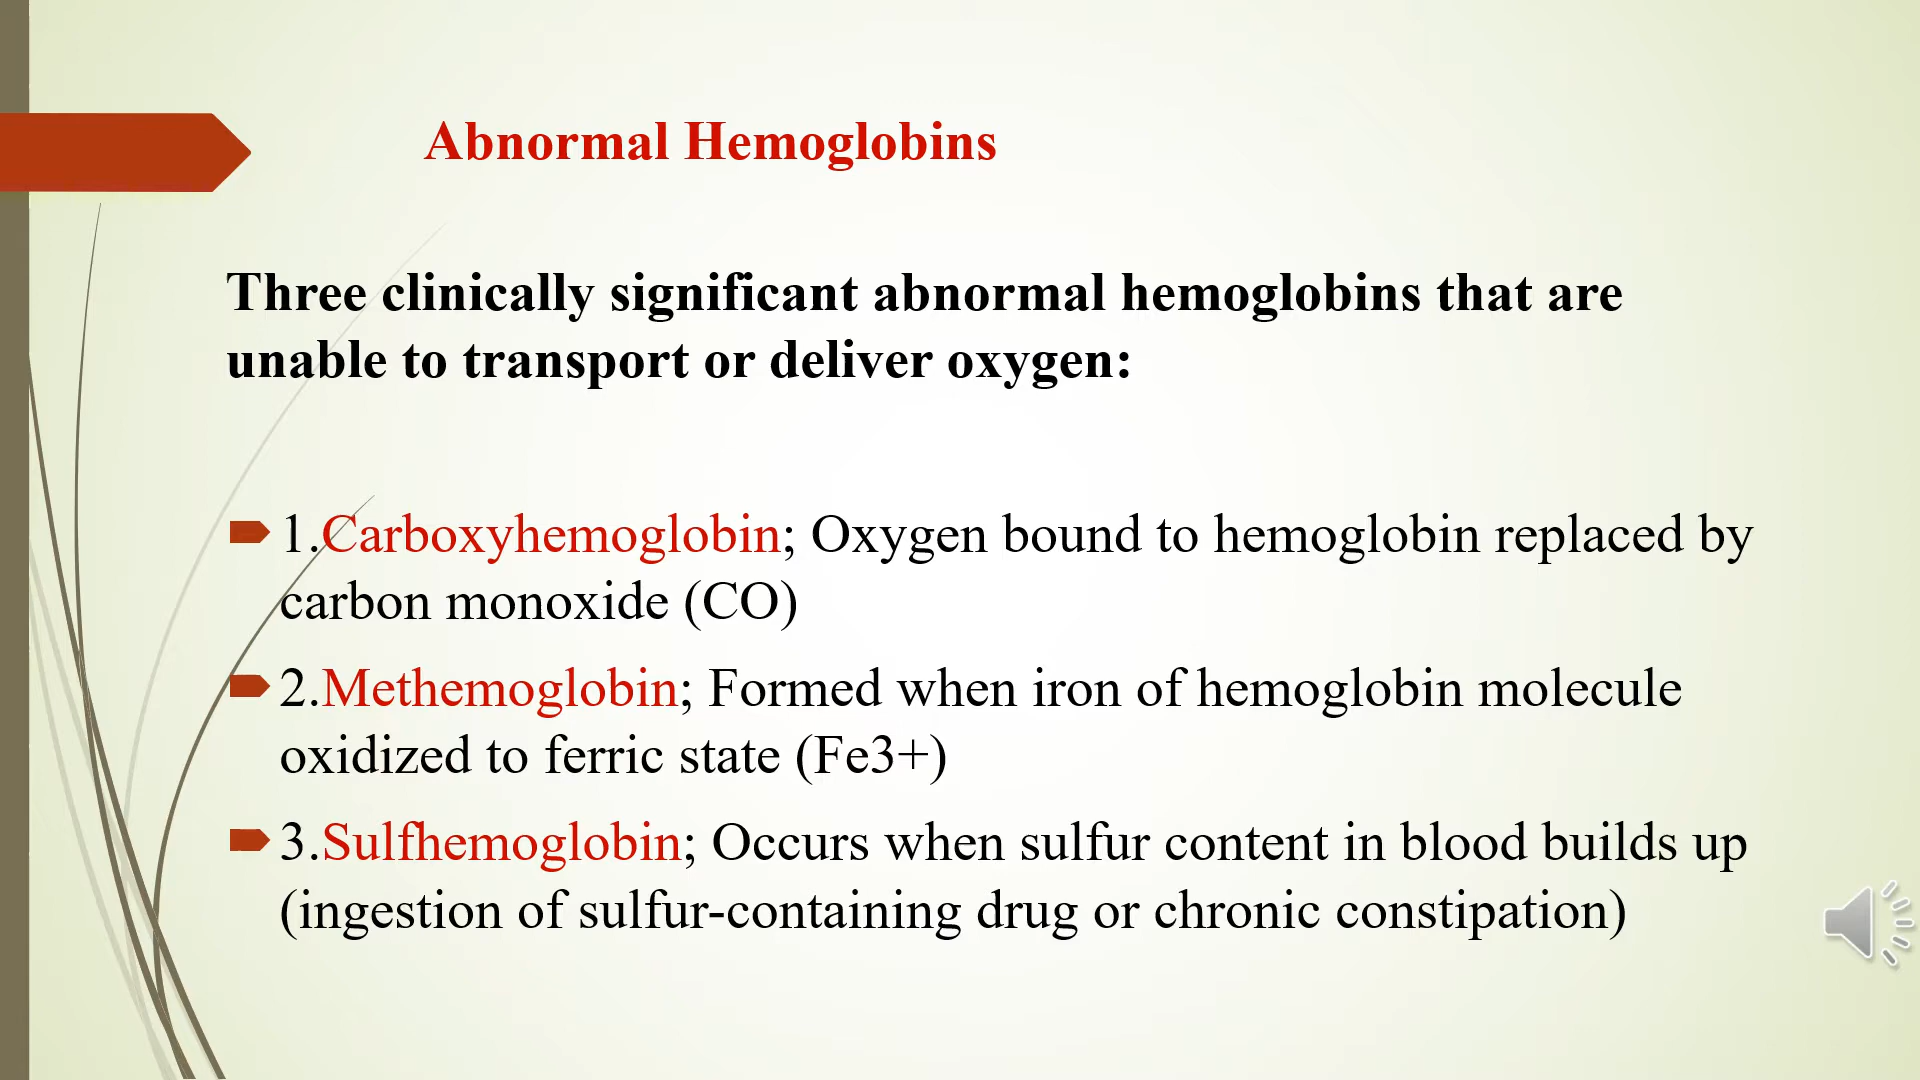 Abnormal Hemoglobins
Three clinically significant abnormal hemoglobins that are
unable to transport or deliver oxygen:
1.Carboxyhemoglobin; Oxygen bound to hemoglobin replaced by
carbon monoxide (CO)
2.Methemoglobin; Formed when iron of hemoglobin molecule
oxidized to ferric state (Fe3+)
3.Sulfhemoglobin; Occurs when sulfur content in blood builds up
(ingestion of sulfur-containing drug or chronic constipation)